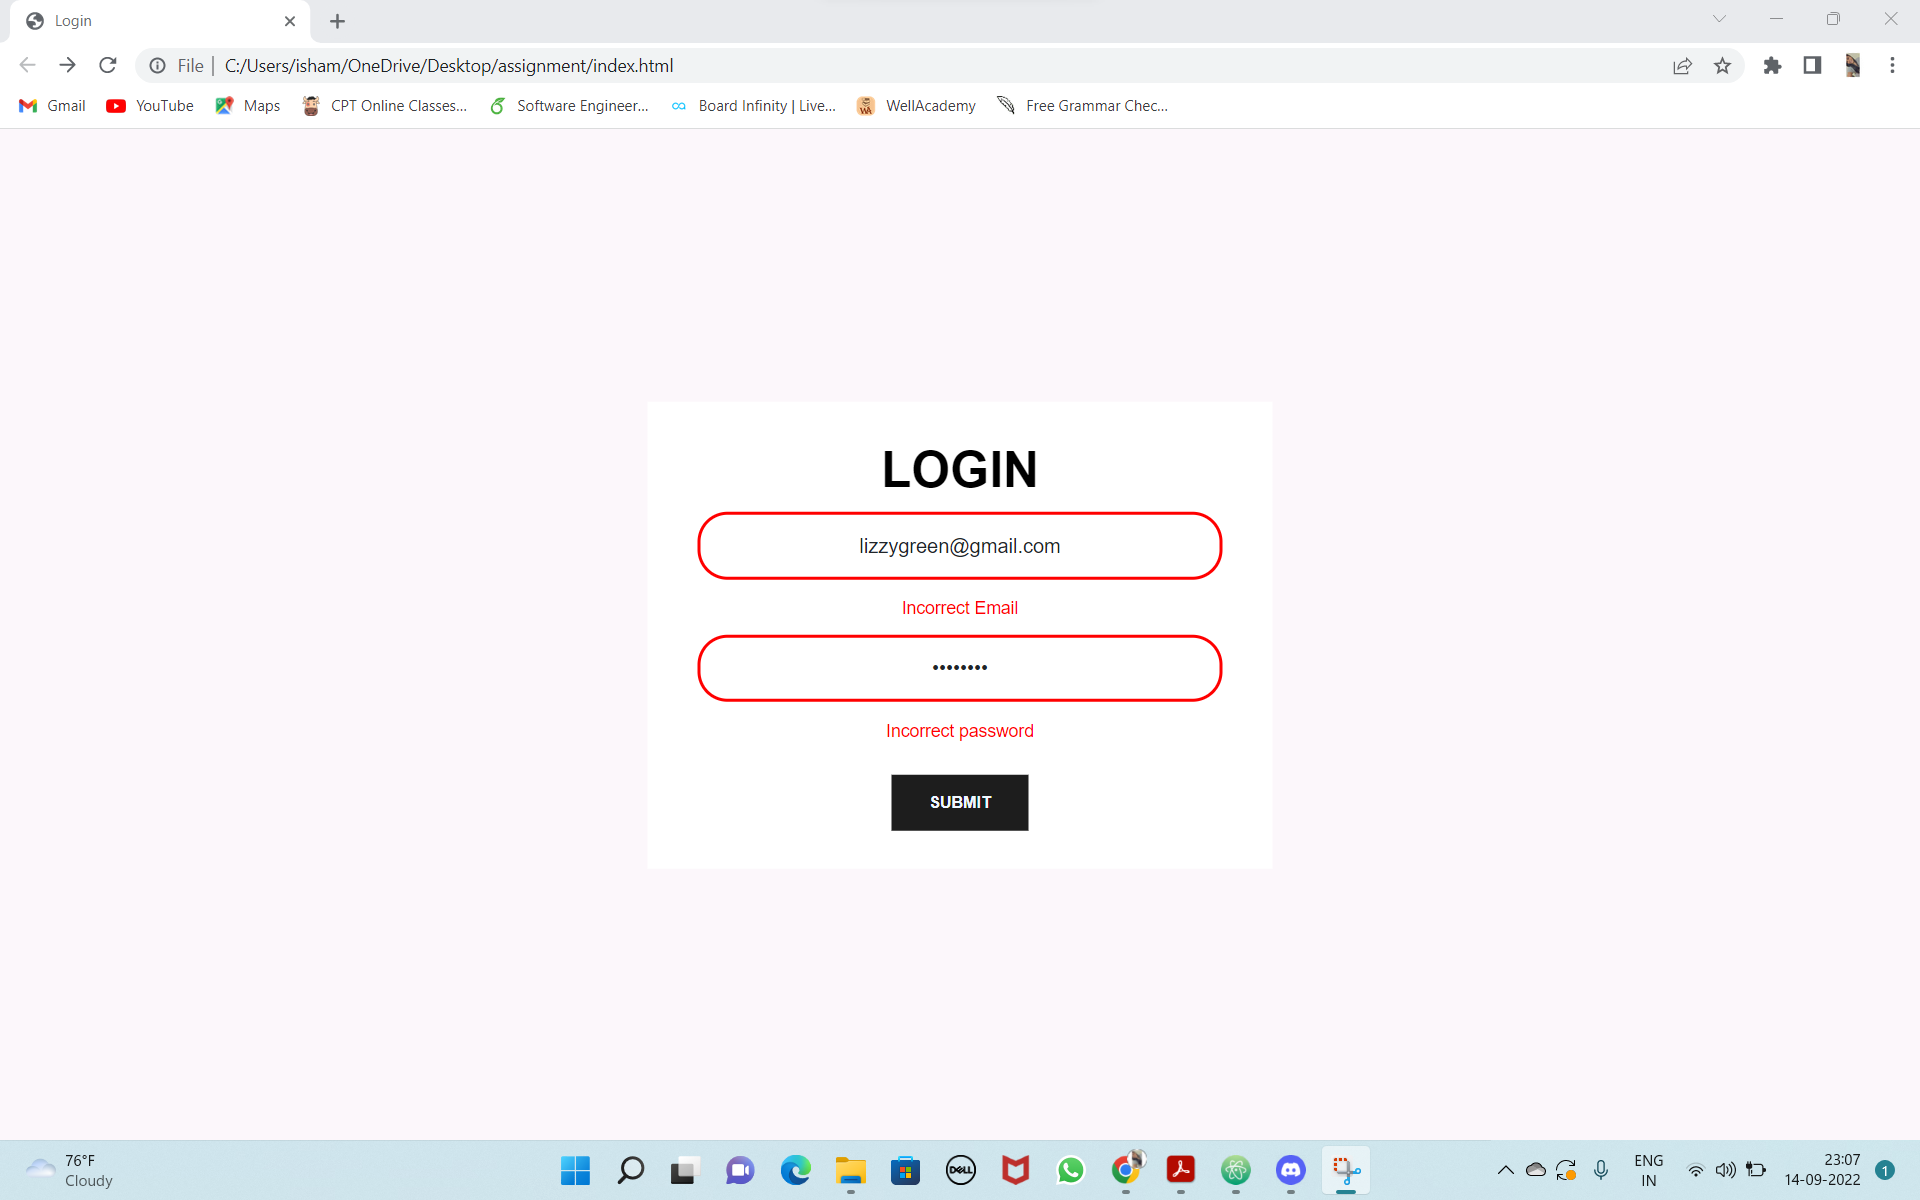 Login
File
C:/Users/isham/OneDrive/Desktop/assignment/index.html
Gmail
YouTube
Maps
CPT Online Classes...
Software Engineer...
Board Infinity | Live...
WellAcademy
Free Grammar Chec...
LOGIN
lizzygreen@gmail.com
Incorrect Email
••••••••
Incorrect password
SUBMIT
76°F
Cloudy
DELL
ENG
IN
23:07
14-09-2022
1